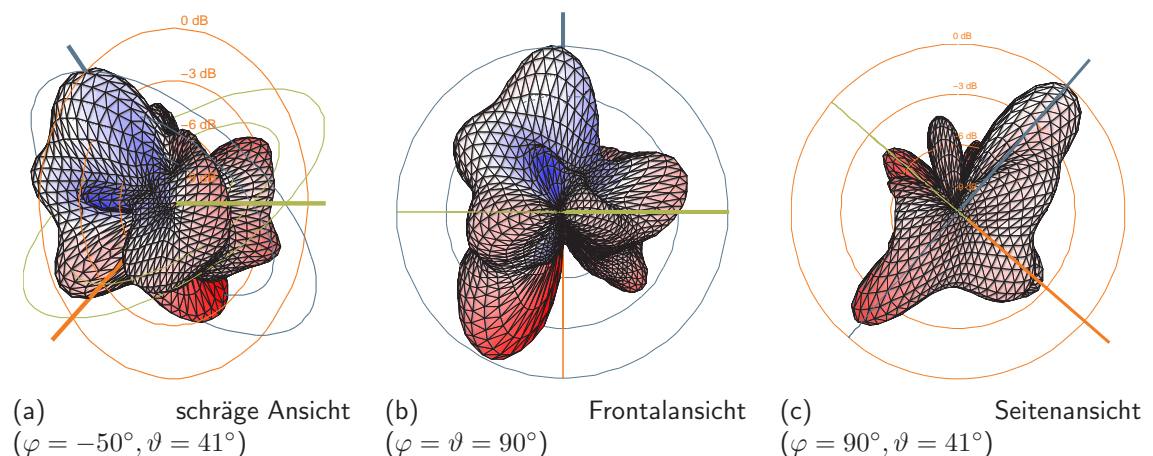 0 dB
−3 dB
−6 dB
0 dB
−3 dB
(a) schräge Ansicht
(φ = −50°, ϑ = 41°)
(b) Frontalansicht
(φ = ϑ = 90°)
(c) Seitenansicht
(φ = 90°, ϑ = 41°)